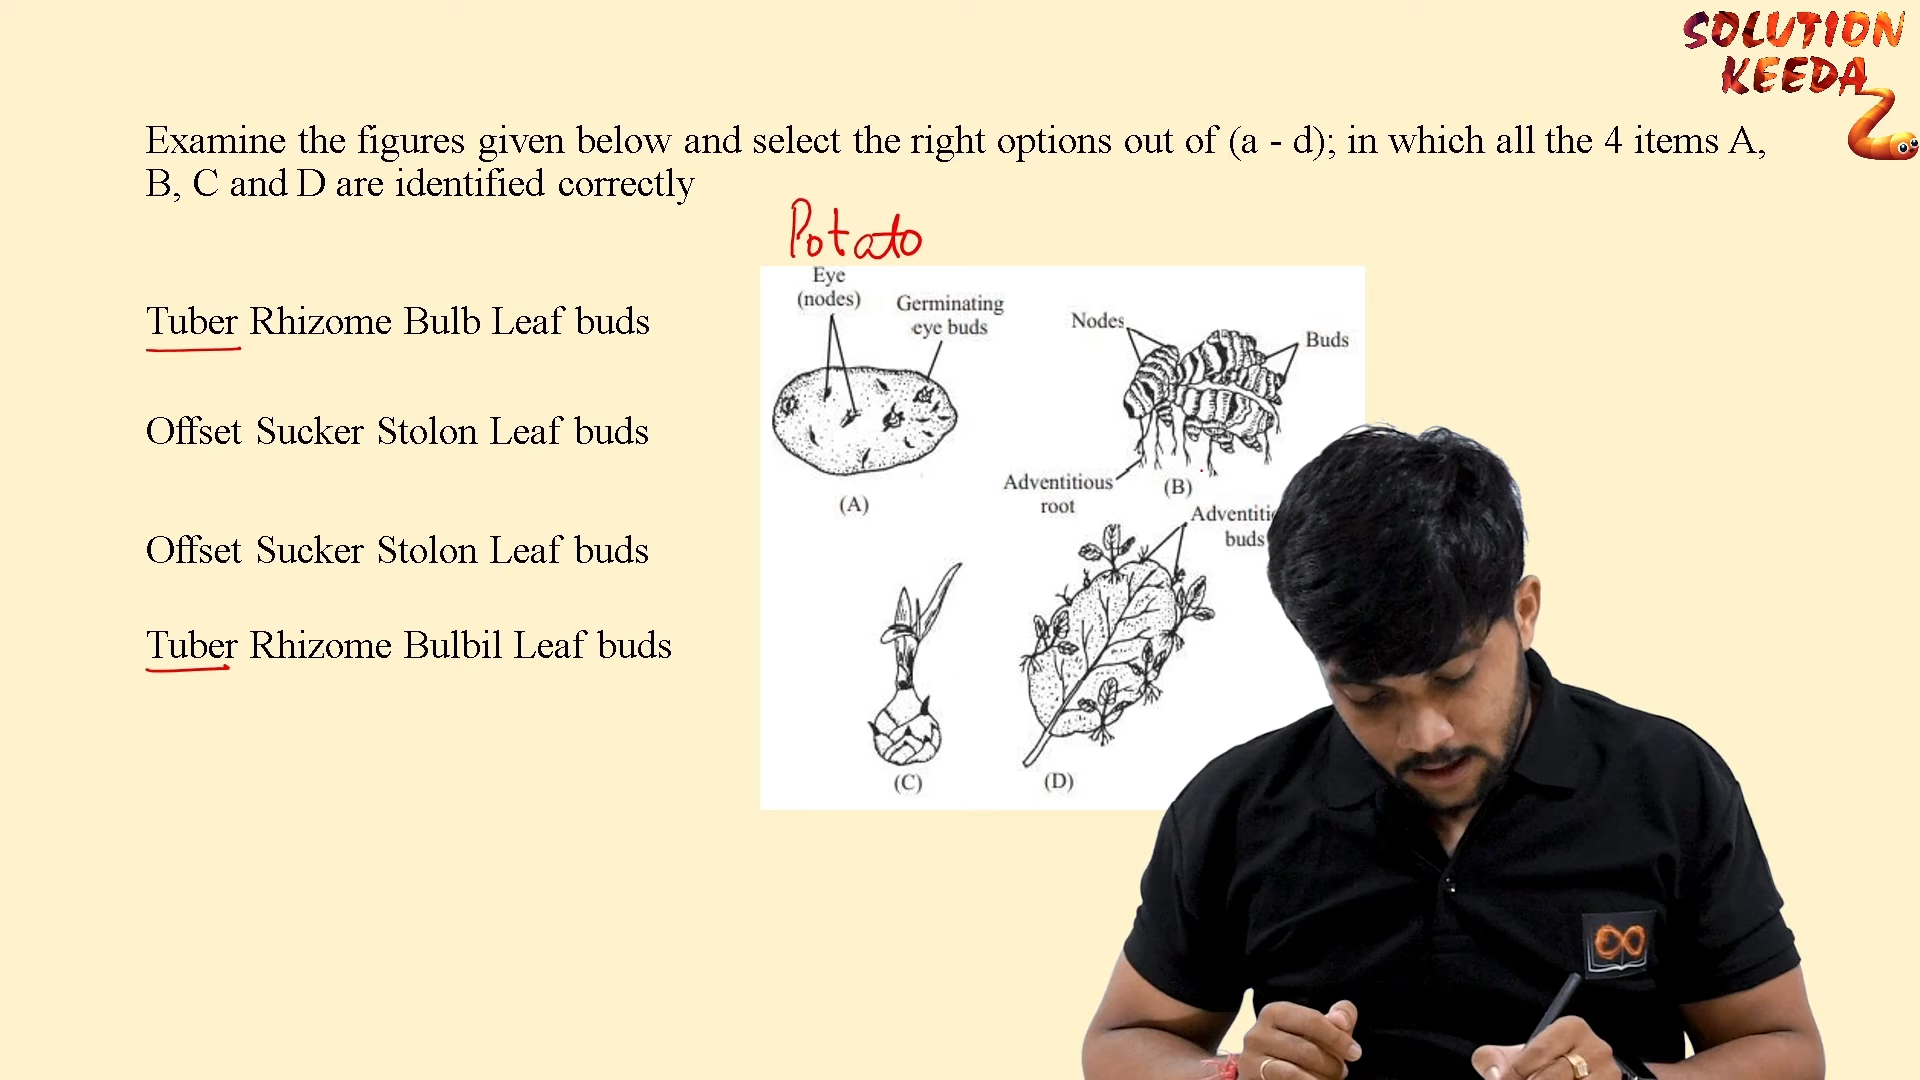 SOLUTION
KEEDA
Examine the figures given below and select the right options out of (a - d); in which all the 4 items A,
B, C and D are identified correctly
Potato
Tuber Rhizome Bulb Leaf buds
Offset Sucker Stolon Leaf buds
Offset Sucker Stolon Leaf buds
Tuber Rhizome Bulbil Leaf buds
Eye
(nodes)
Germinating
eye buds
(A)
Nodes
Buds
Adventitious
root
(B)
(C)
Adventiti
buds
(D)